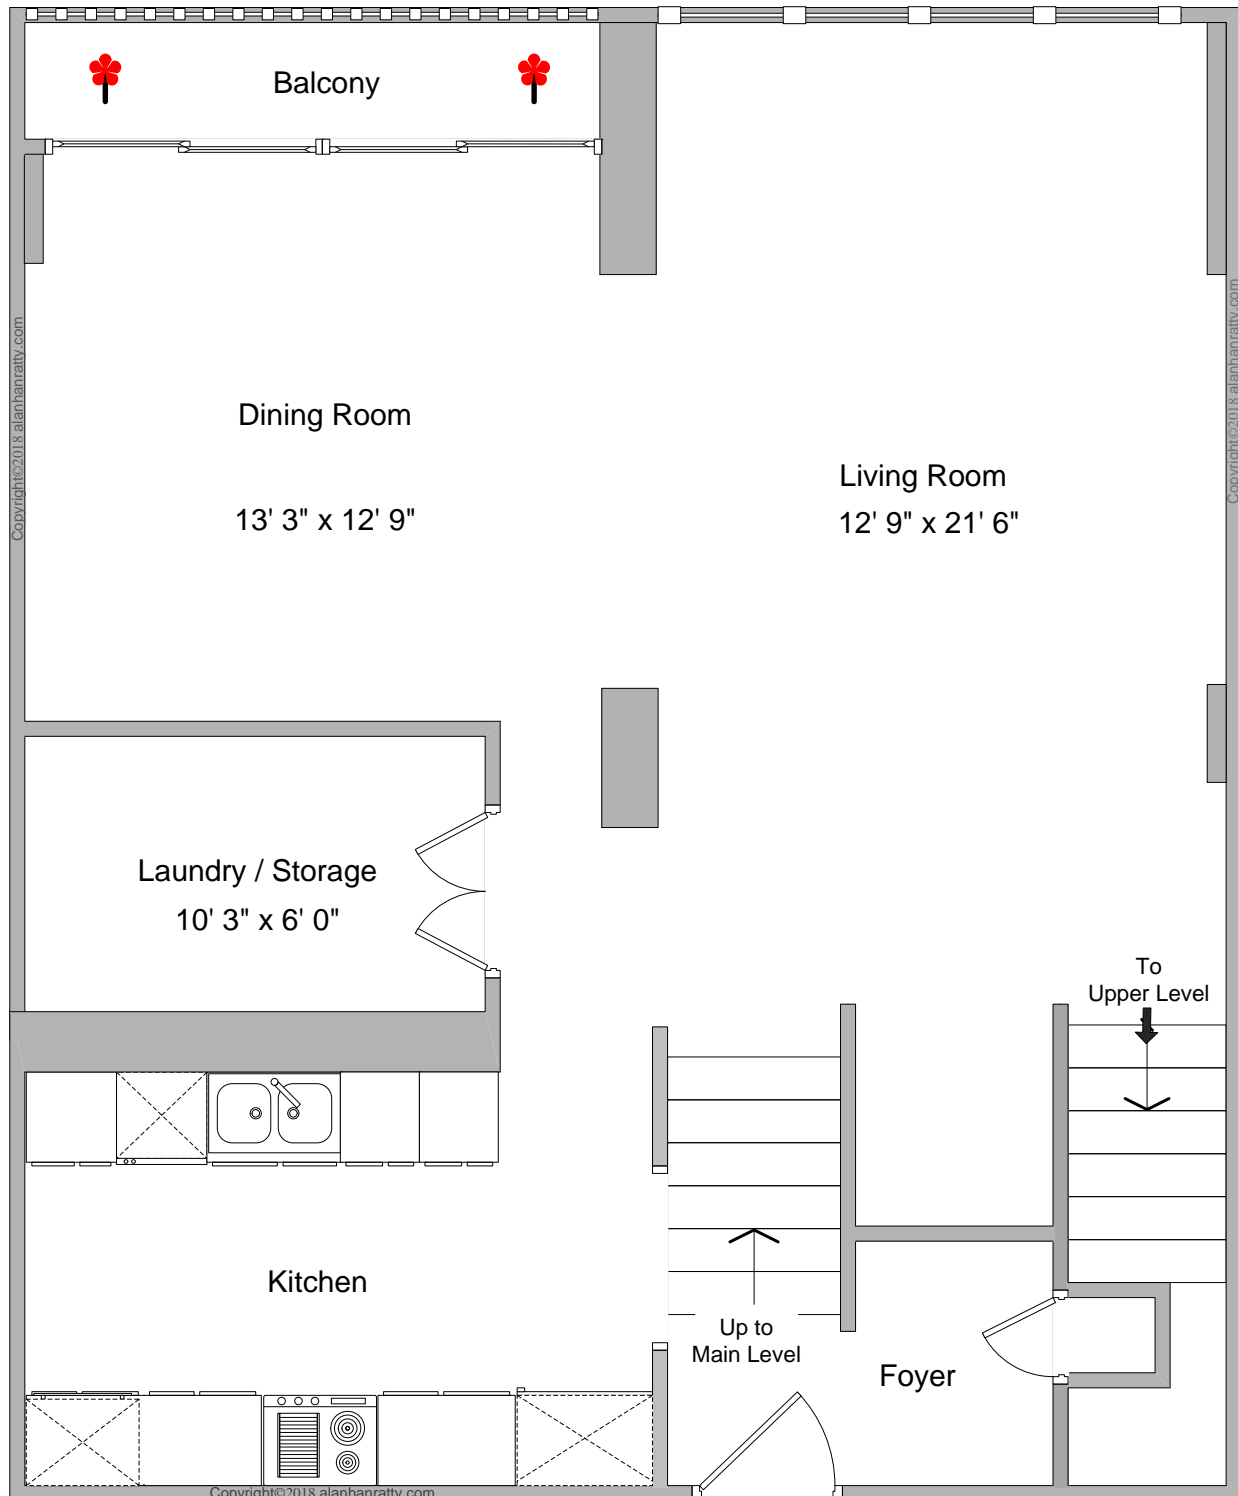 Balcony
Copyright©2018 alanhanratty.com
Copyright©2018 alanhanratty.com
Dining Room
13' 3" x 12' 9"
Living Room
12' 9" x 21' 6"
Laundry / Storage
10' 3" x 6' 0"
To
Upper Level
Kitchen
Up to
Main Level
Foyer
Copyright©2018 alanhanratty.com